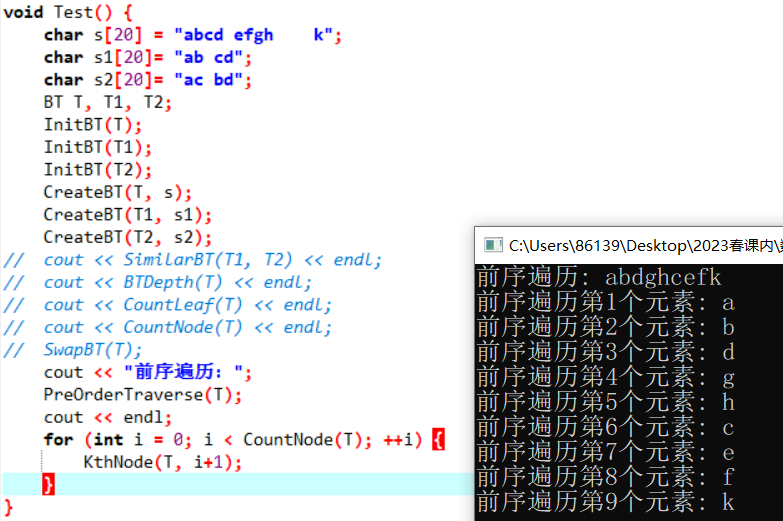 void Test() {
    char s[20] = "abcd efgh    k";
    char s1[20]= "ab cd";
    char s2[20]= "ac bd";
    BT T, T1, T2;
    InitBT(T);
    InitBT(T1);
    InitBT(T2);
    CreateBT(T, s);
    CreateBT(T1, s1);
    CreateBT(T2, s2);
//  cout << SimilarBT(T1, T2) << endl;
//  cout << BTDepth(T) << endl;
//  cout << CountLeaf(T) << endl;
//  cout << CountNode(T) << endl;
//  SwapBT(T);
    cout << "前序遍历: ";
    PreOrderTraverse(T);
    cout << endl;
    for (int i = 0; i < CountNode(T); ++i) {
        KthNode(T, i+1);
    }
}
C:\Users\86139\Desktop\2023春课内\
前序遍历: abdghcefk
前序遍历第1个元素: a
前序遍历第2个元素: b
前序遍历第3个元素: d
前序遍历第4个元素: g
前序遍历第5个元素: h
前序遍历第6个元素: c
前序遍历第7个元素: e
前序遍历第8个元素: f
前序遍历第9个元素: k